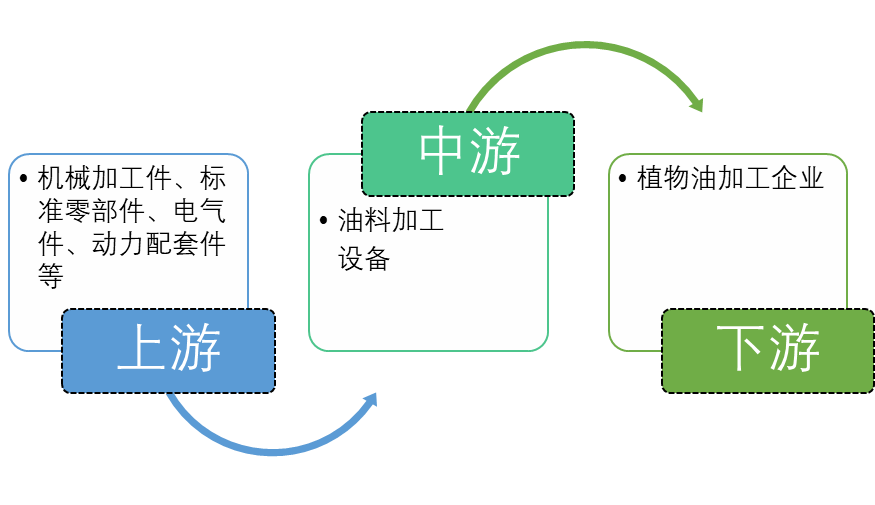 • 机械加工件、标
准零部件、电气
件、动力配套件
等
上游
中游
• 油料加工
设备
• 植物油加工企业
下游